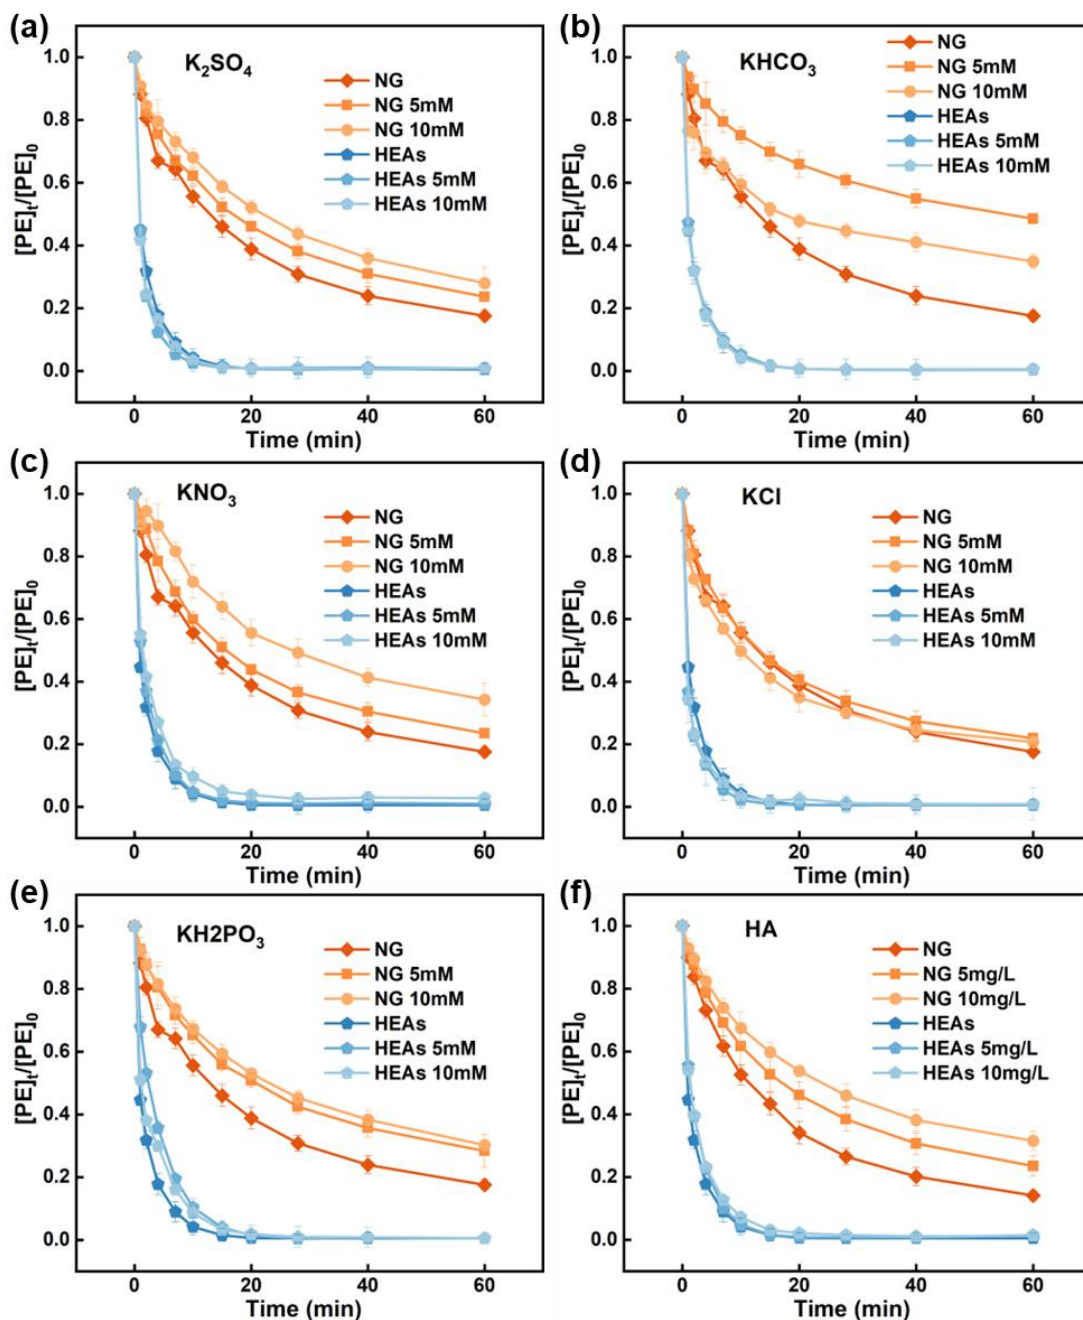 (a)
K₂SO₄
NG
NG 5mM
NG 10mM
HEAs
HEAs 5mM
HEAs 10mM
1.0
0.8
0.6
0.4
0.2
0.0
[PE]ₜ/[PE]₀
0 20 40 60
Time (min)
(b)
KHCO₃
NG
NG 5mM
NG 10mM
HEAs
HEAs 5mM
HEAs 10mM
1.0
0.8
0.6
0.4
0.2
0.0
[PE]ₜ/[PE]₀
0 20 40 60
Time (min)
(c)
KNO₃
NG
NG 5mM
NG 10mM
HEAs
HEAs 5mM
HEAs 10mM
1.0
0.8
0.6
0.4
0.2
0.0
[PE]ₜ/[PE]₀
0 20 40 60
Time (min)
(d)
KCl
NG
NG 5mM
NG 10mM
HEAs
HEAs 5mM
HEAs 10mM
1.0
0.8
0.6
0.4
0.2
0.0
[PE]ₜ/[PE]₀
0 20 40 60
Time (min)
(e)
KH2PO₃
NG
NG 5mM
NG 10mM
HEAs
HEAs 5mM
HEAs 10mM
1.0
0.8
0.6
0.4
0.2
0.0
[PE]ₜ/[PE]₀
0 20 40 60
Time (min)
(f)
HA
NG
NG 5mg/L
NG 10mg/L
HEAs
HEAs 5mg/L
HEAs 10mg/L
1.0
0.8
0.6
0.4
0.2
0.0
[PE]ₜ/[PE]₀
0 20 40 60
Time (min)